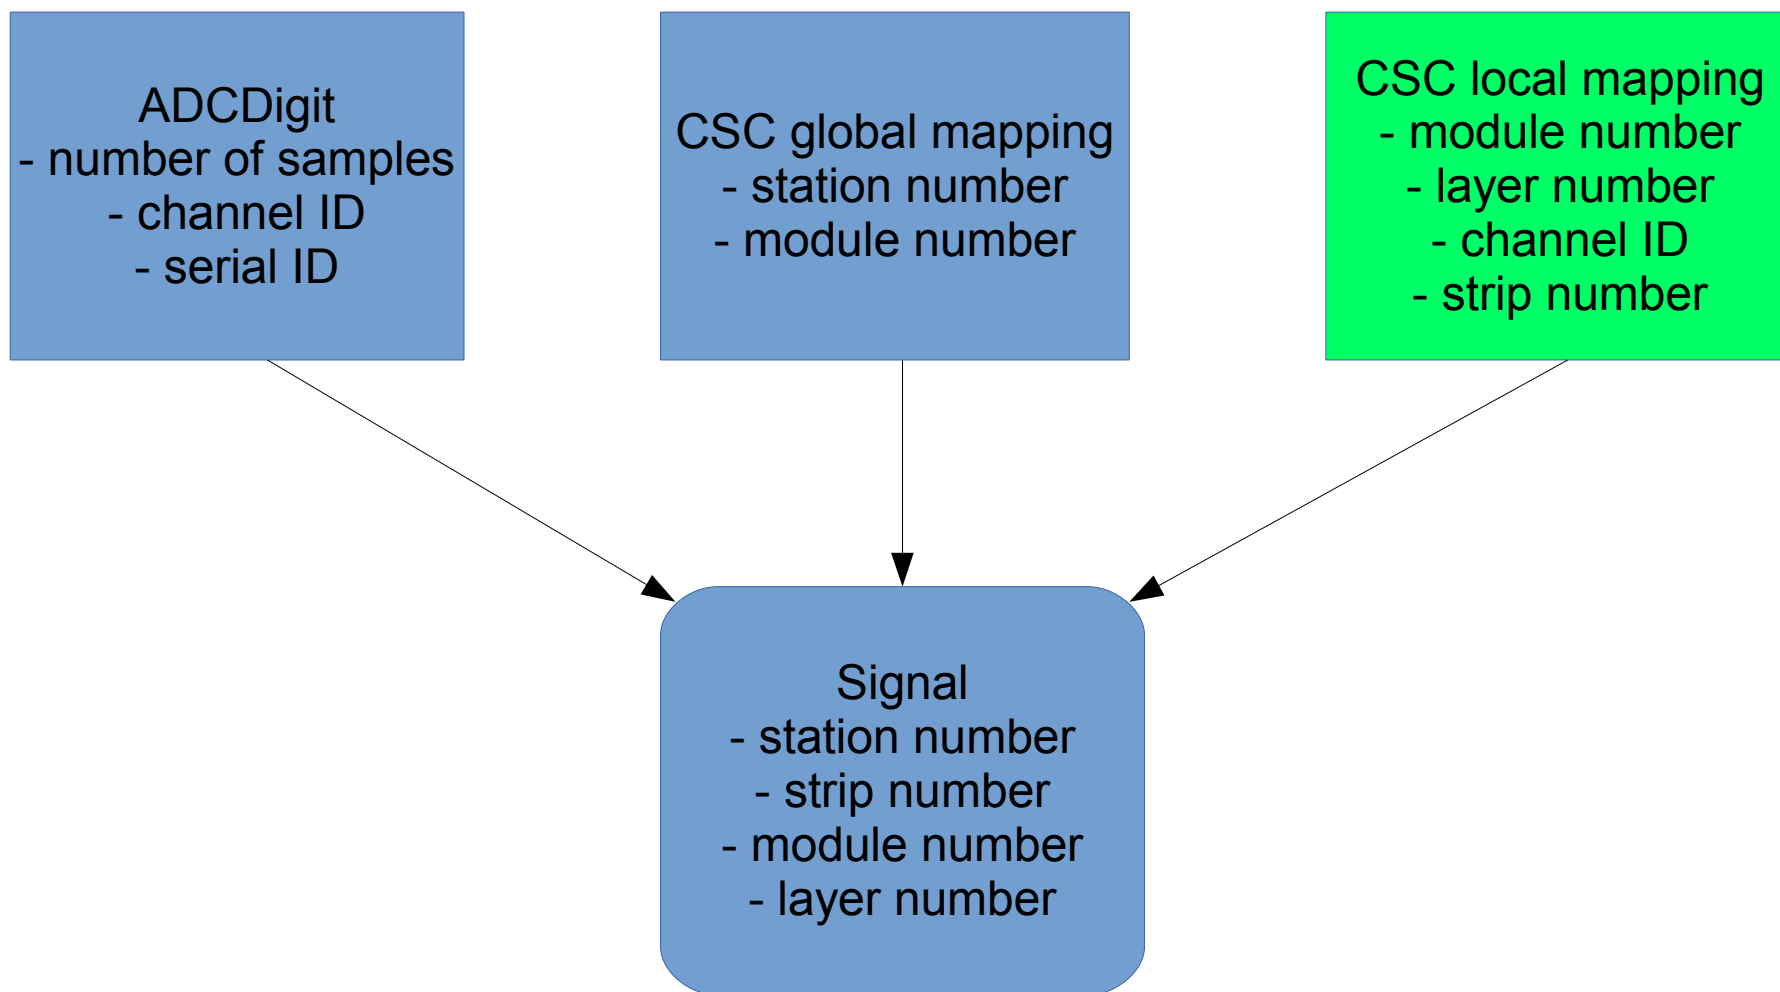 ADCDigit
- number of samples
- channel ID
- serial ID
CSC global mapping
- station number
- module number
CSC local mapping
- module number
- layer number
- channel ID
- strip number
Signal
- station number
- strip number
- module number
- layer number